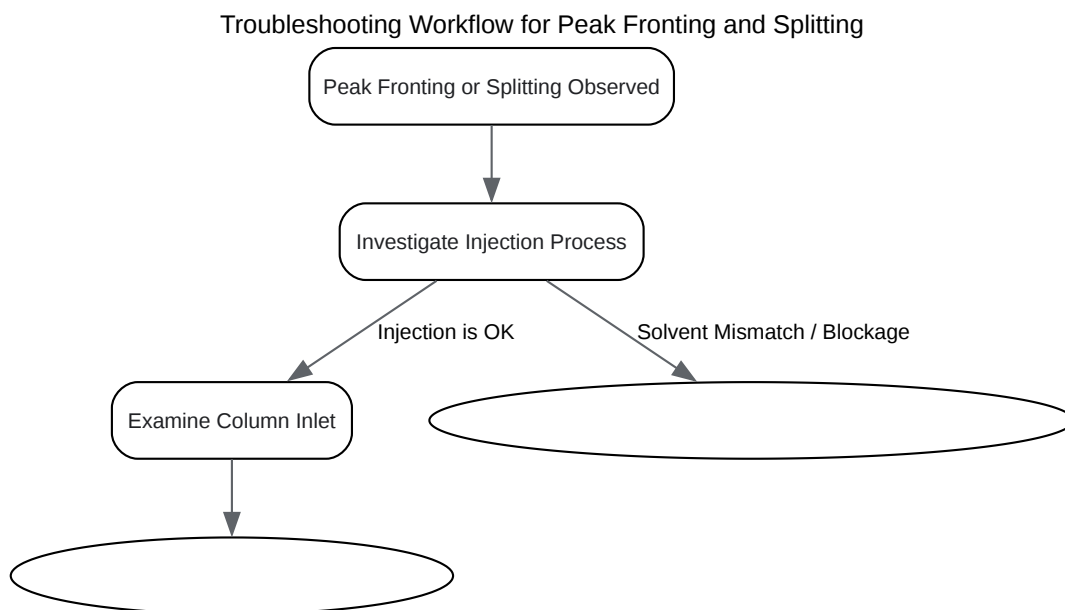 Troubleshooting Workflow for Peak Fronting and Splitting
Peak Fronting or Splitting Observed
Investigate Injection Process
Injection is OK
Solvent Mismatch / Blockage
Examine Column Inlet